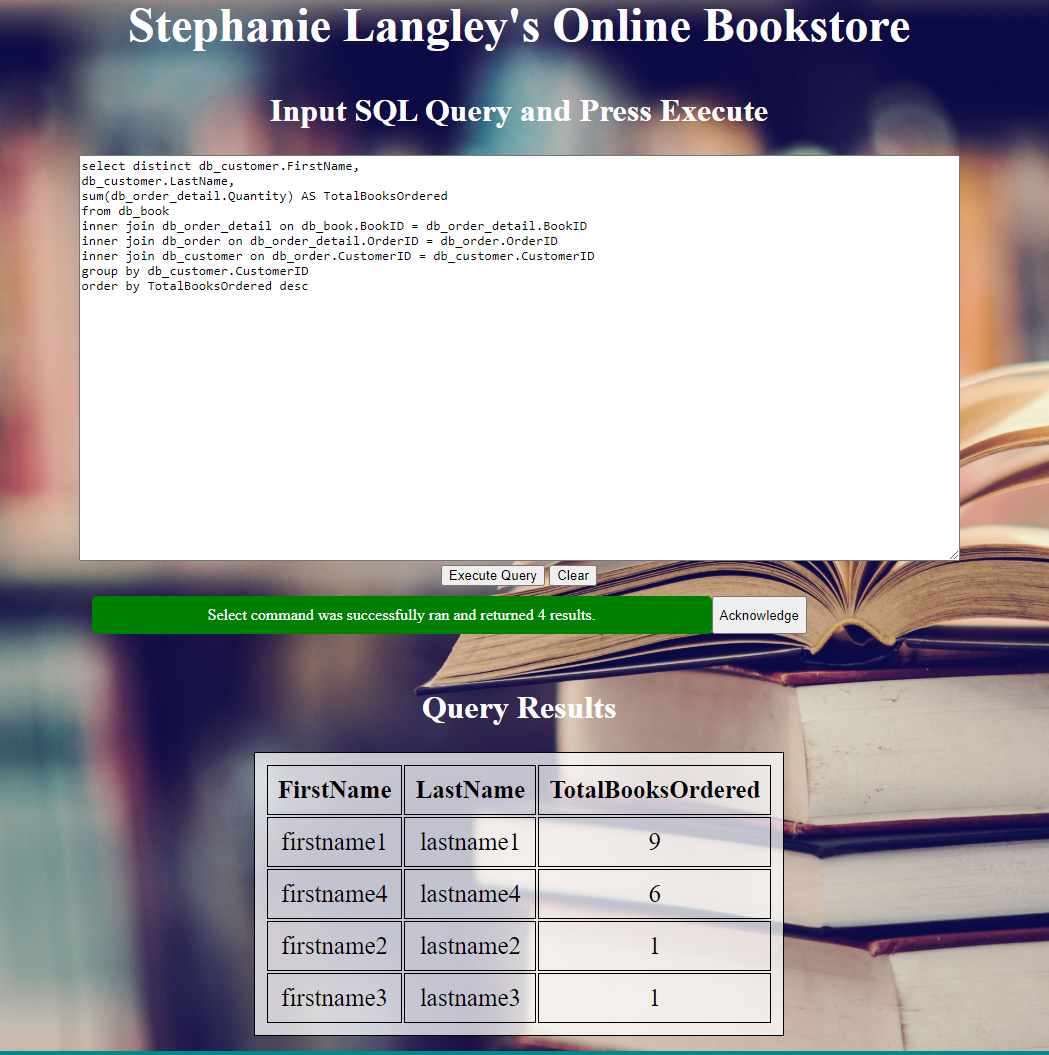 Stephanie Langley's Online Bookstore
Input SQL Query and Press Execute
select distinct db_customer.FirstName,
db_customer.LastName,
sum(db_order_detail.Quantity) AS TotalBooksOrdered
from db_book
inner join db_order_detail on db_book.BookID = db_order_detail.BookID
inner join db_order on db_order_detail.OrderID = db_order.OrderID
inner join db_customer on db_order.CustomerID = db_customer.CustomerID
group by db_customer.CustomerID
order by TotalBooksOrdered desc
Execute Query Clear
Select command was successfully ran and returned 4 results. Acknowledge
Query Results
FirstName LastName TotalBooksOrdered
firstname1 lastname1 9
firstname4 lastname4 6
firstname2 lastname2 1
firstname3 lastname3 1